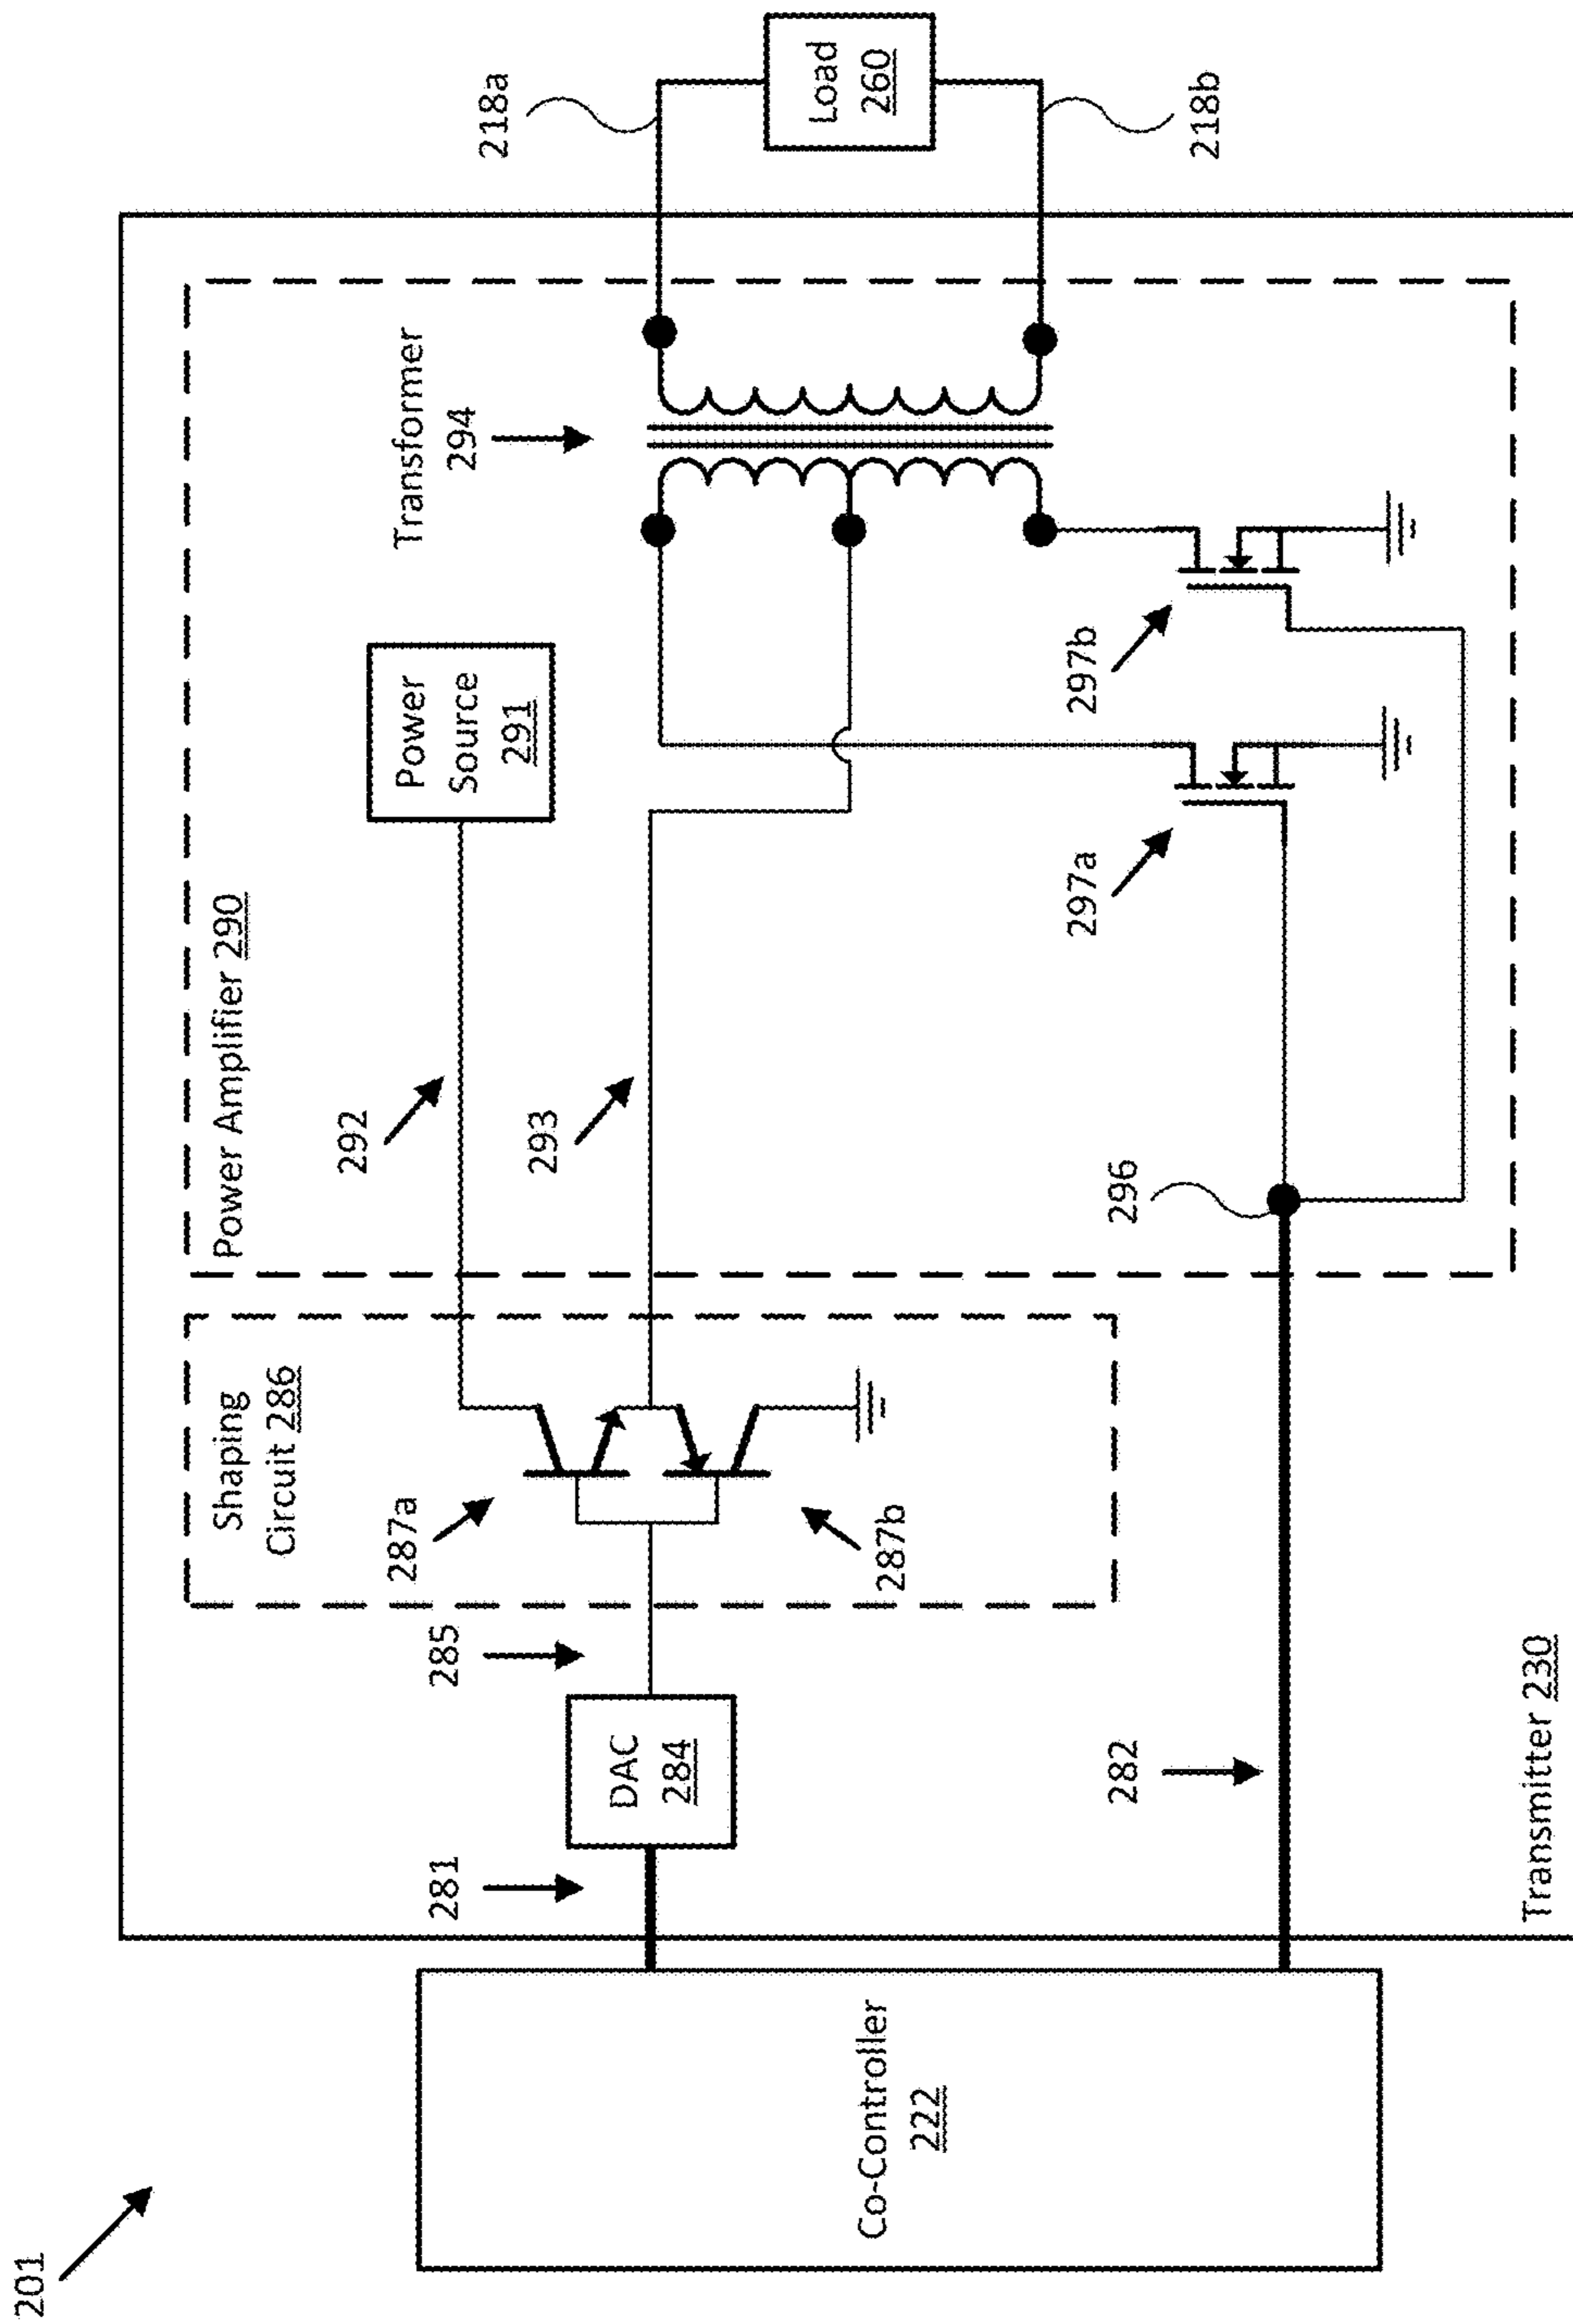 201
Co-Controller
222
Transmitter 230
281
282
DAC
284
285
Shaping
Circuit 286
287a
287b
Power Amplifier 290
292
293
296
Power
Source
291
297a
297b
Transformer
294
218a
218b
Load
260